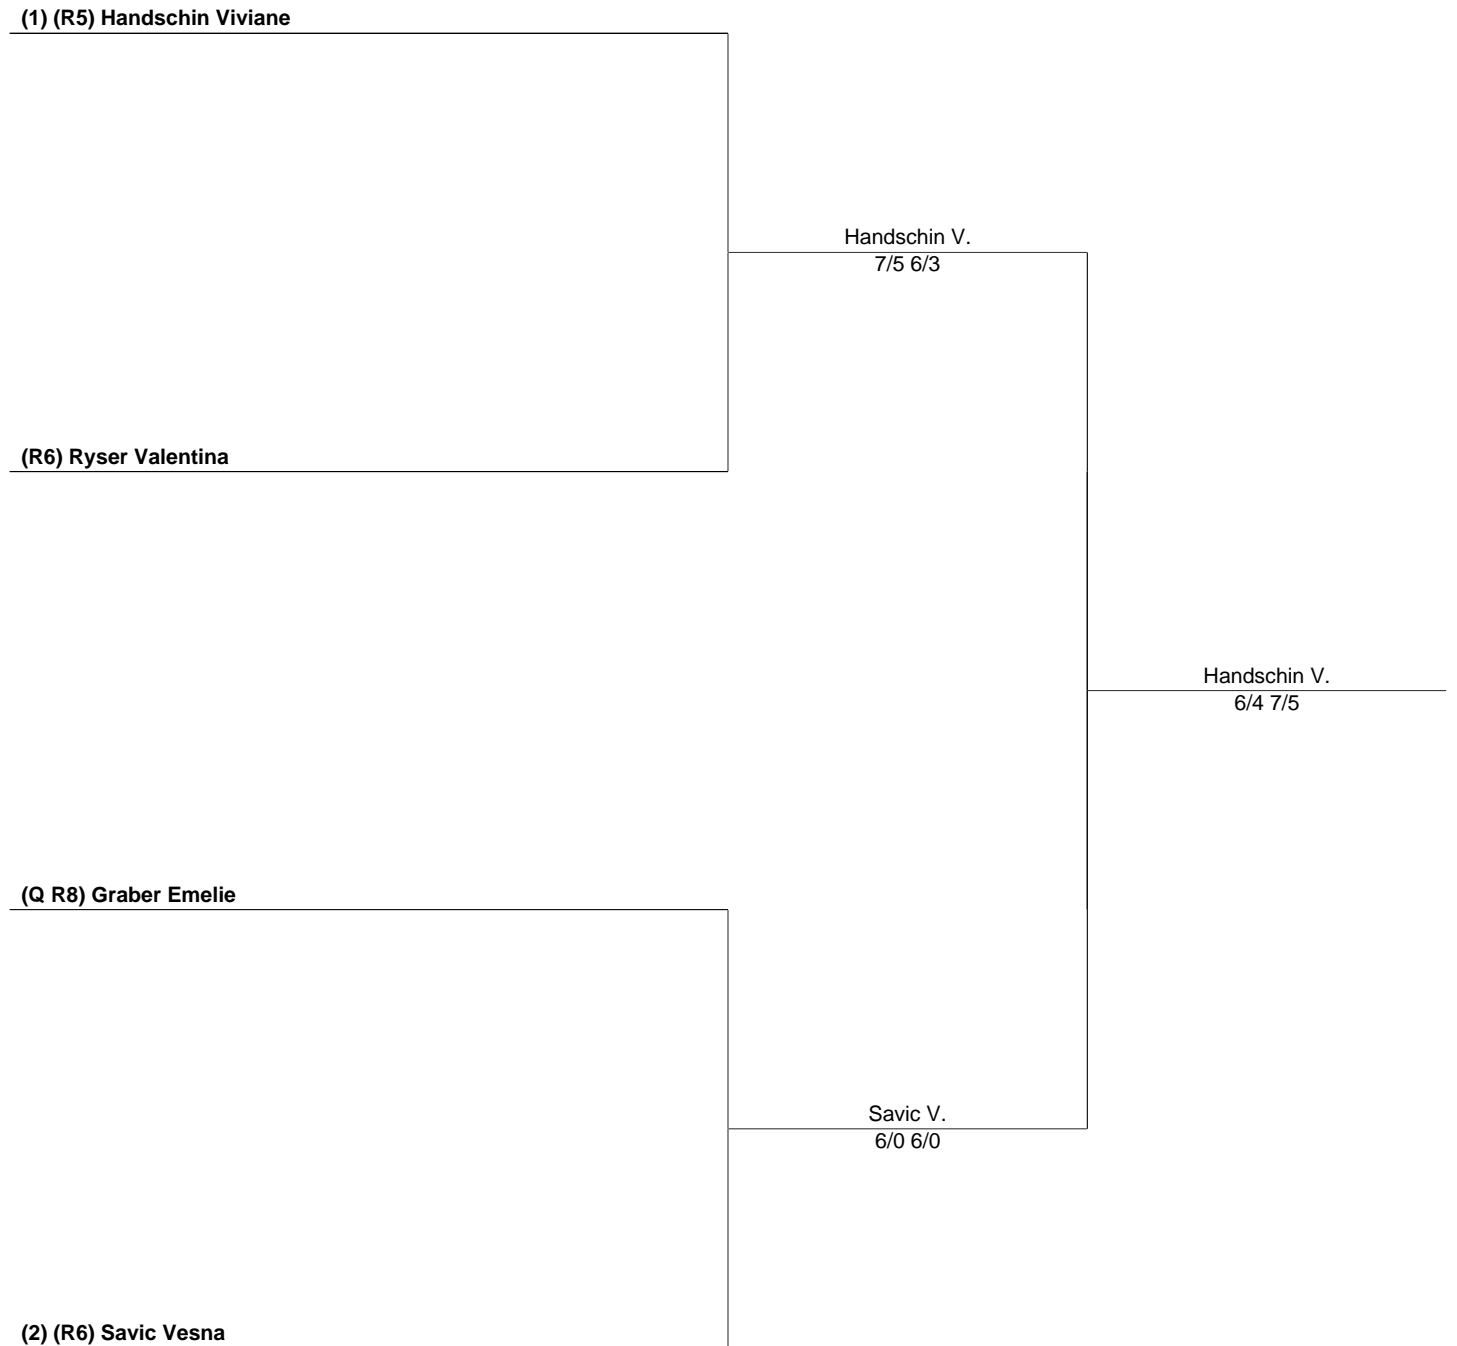 (1) (R5) Handschin Viviane
Handschin V.
7/5 6/3
(R6) Ryser Valentina
Handschin V.
6/4 7/5
(Q R8) Graber Emelie
Savic V.
6/0 6/0
(2) (R6) Savic Vesna